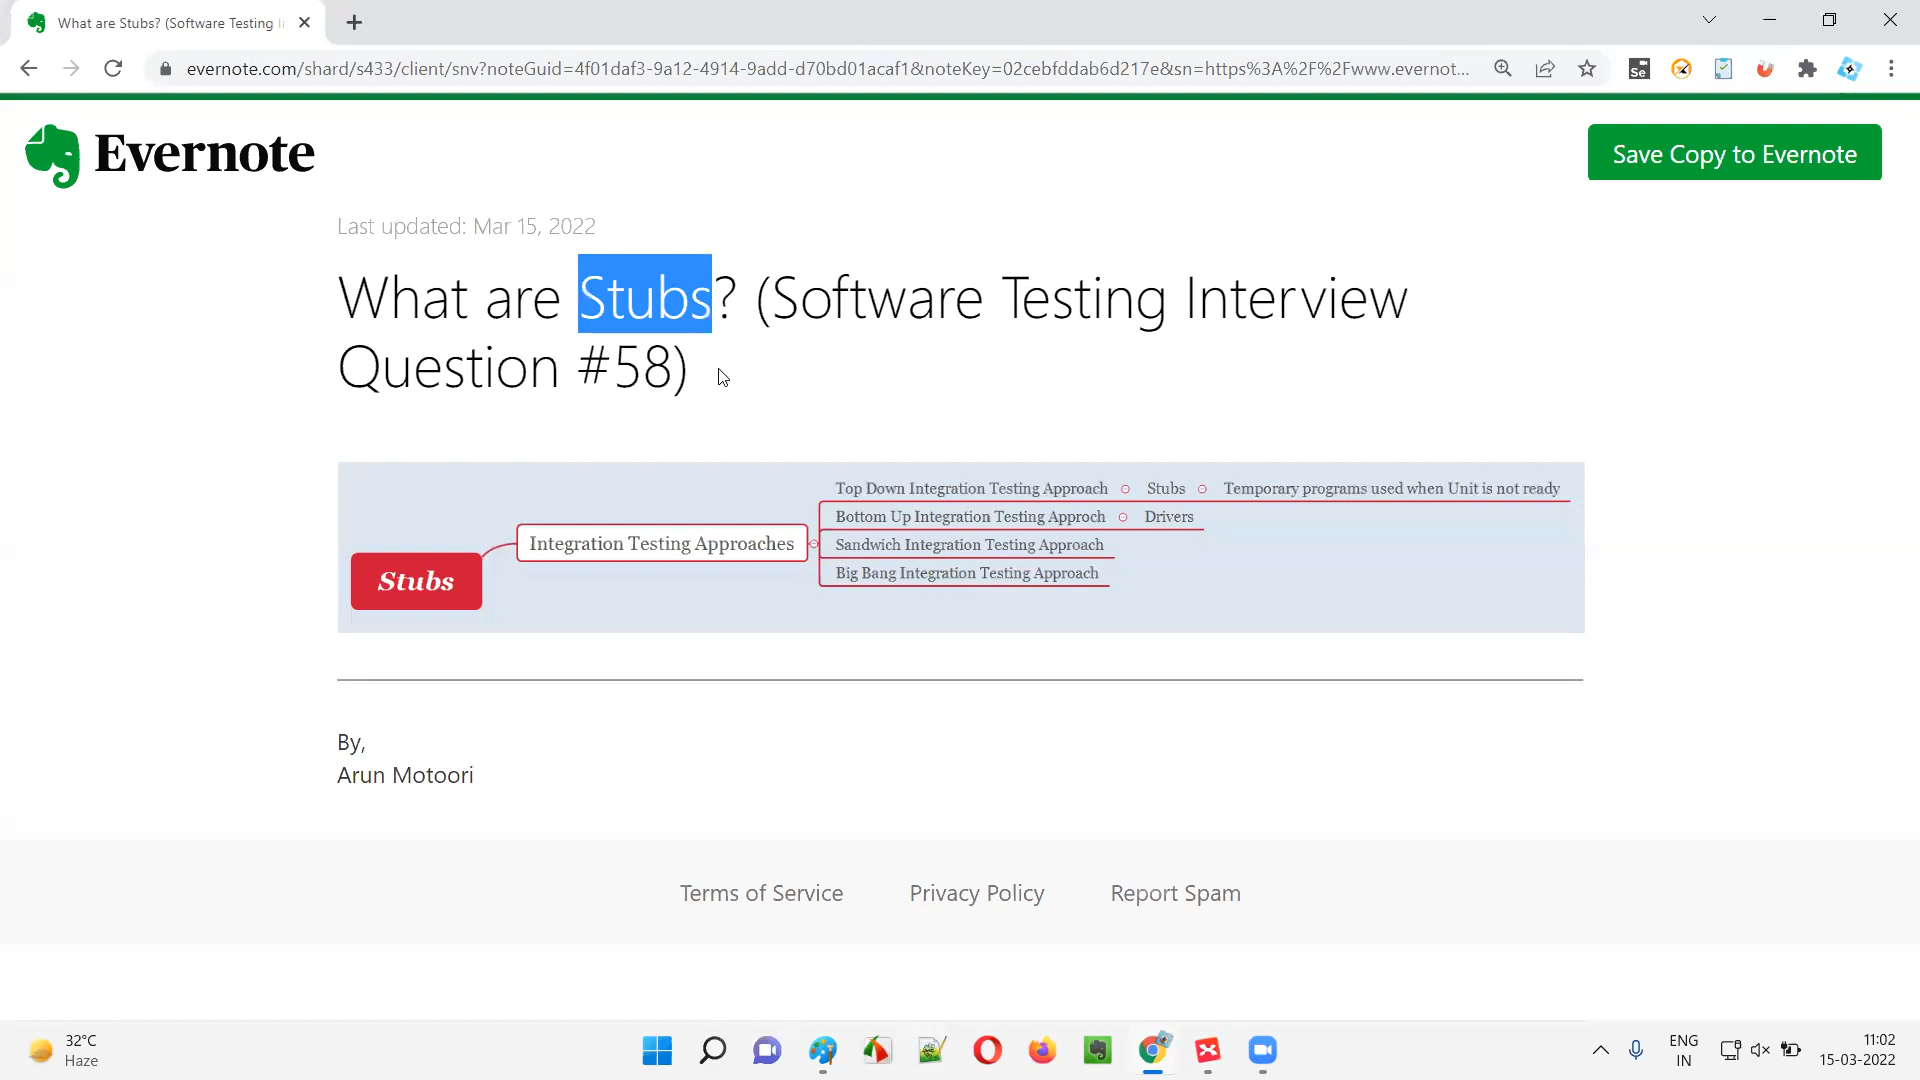 What are Stubs? (Software Testing I
evernote.com/shard/s433/client/snv?noteGuid=4f01daf3-9a12-4914-9add-d70bd01acaf1&noteKey=02cebfddab6d217e&sn=https%3A%2F%2Fwww.evernot...
Se
Evernote
Save Copy to Evernote
Last updated: Mar 15, 2022
What are Stubs? (Software Testing Interview
Question #58)
Top Down Integration Testing Approach Stubs Temporary programs used when Unit is not ready
Bottom Up Integration Testing Approch Drivers
Integration Testing Approaches
Sandwich Integration Testing Approach
Big Bang Integration Testing Approach
Stubs
By,
Arun Motoori
Terms of Service Privacy Policy Report Spam
32°C
Haze
ENG
IN
11:02
15-03-2022